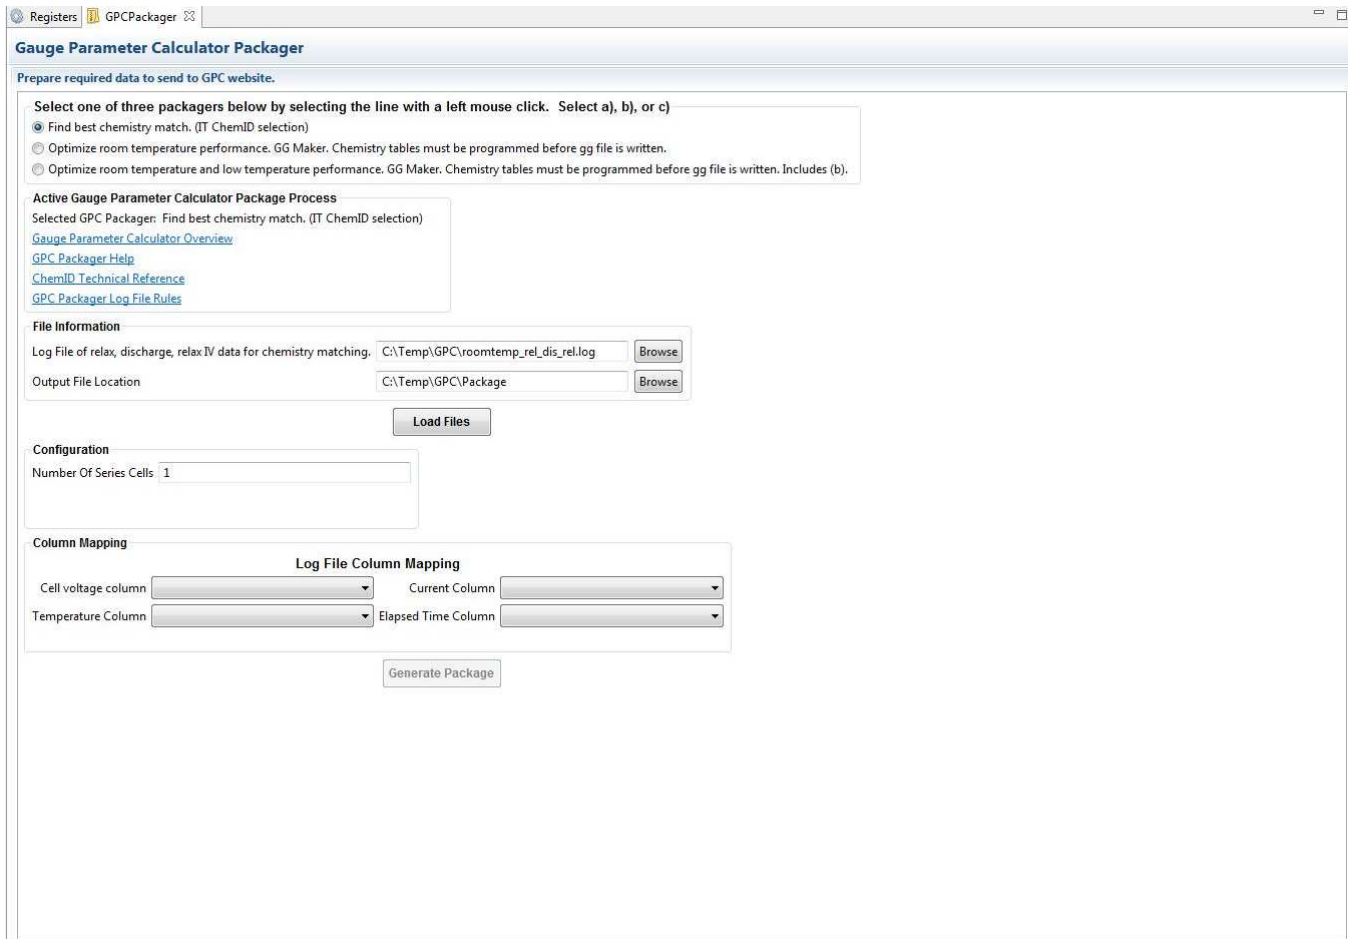 Registers GPCPackager
Gauge Parameter Calculator Packager
Prepare required data to send to GPC website.
Select one of three packagers below by selecting the line with a left mouse click. Select a), b), or c)
Find best chemistry match. (IT ChemID selection)
Optimize room temperature performance. GG Maker. Chemistry tables must be programmed before gg file is written.
Optimize room temperature and low temperature performance. GG Maker. Chemistry tables must be programmed before gg file is written. Includes (b).
Active Gauge Parameter Calculator Package Process
Selected GPC Packager: Find best chemistry match. (IT ChemID selection)
Gauge Parameter Calculator Overview
GPC Packager Help
ChemID Technical Reference
GPC Packager Log File Rules
File Information
Log File of relax, discharge, relax IV data for chemistry matching. C:\Temp\GPC\roomtemp_rel_dis_rel.log Browse
Output File Location C:\Temp\GPC\Package Browse
Load Files
Configuration
Number Of Series Cells 1
Column Mapping
Log File Column Mapping
Cell voltage column Current Column
Temperature Column Elapsed Time Column
Generate Package